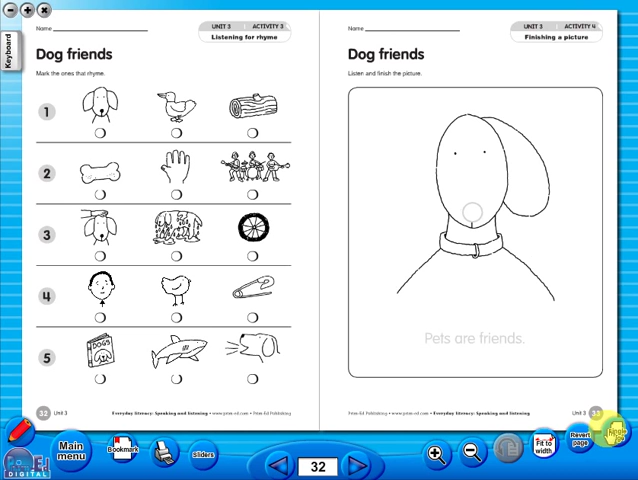 Keyboard
Name
UNIT 3 ACTIVITY 3
Listening for rhyme
Dog friends
Mark the ones that rhyme.
1
2
3
4
5
DOGS
32 Unit 3 Everyday literacy: Speaking and listening • www.prim-ed.com • Prim-Ed Publishing
Name
UNIT 3 ACTIVITY 4
Finishing a picture
Dog friends
Listen and finish the picture.
Pets are friends.
Prim-Ed Publishing • www.prim-ed.com • Everyday literacy: Speaking and listening Unit 3 33
Main menu
Bookmark
Sliders
32
Fit to width
Revert page
DIGITAL